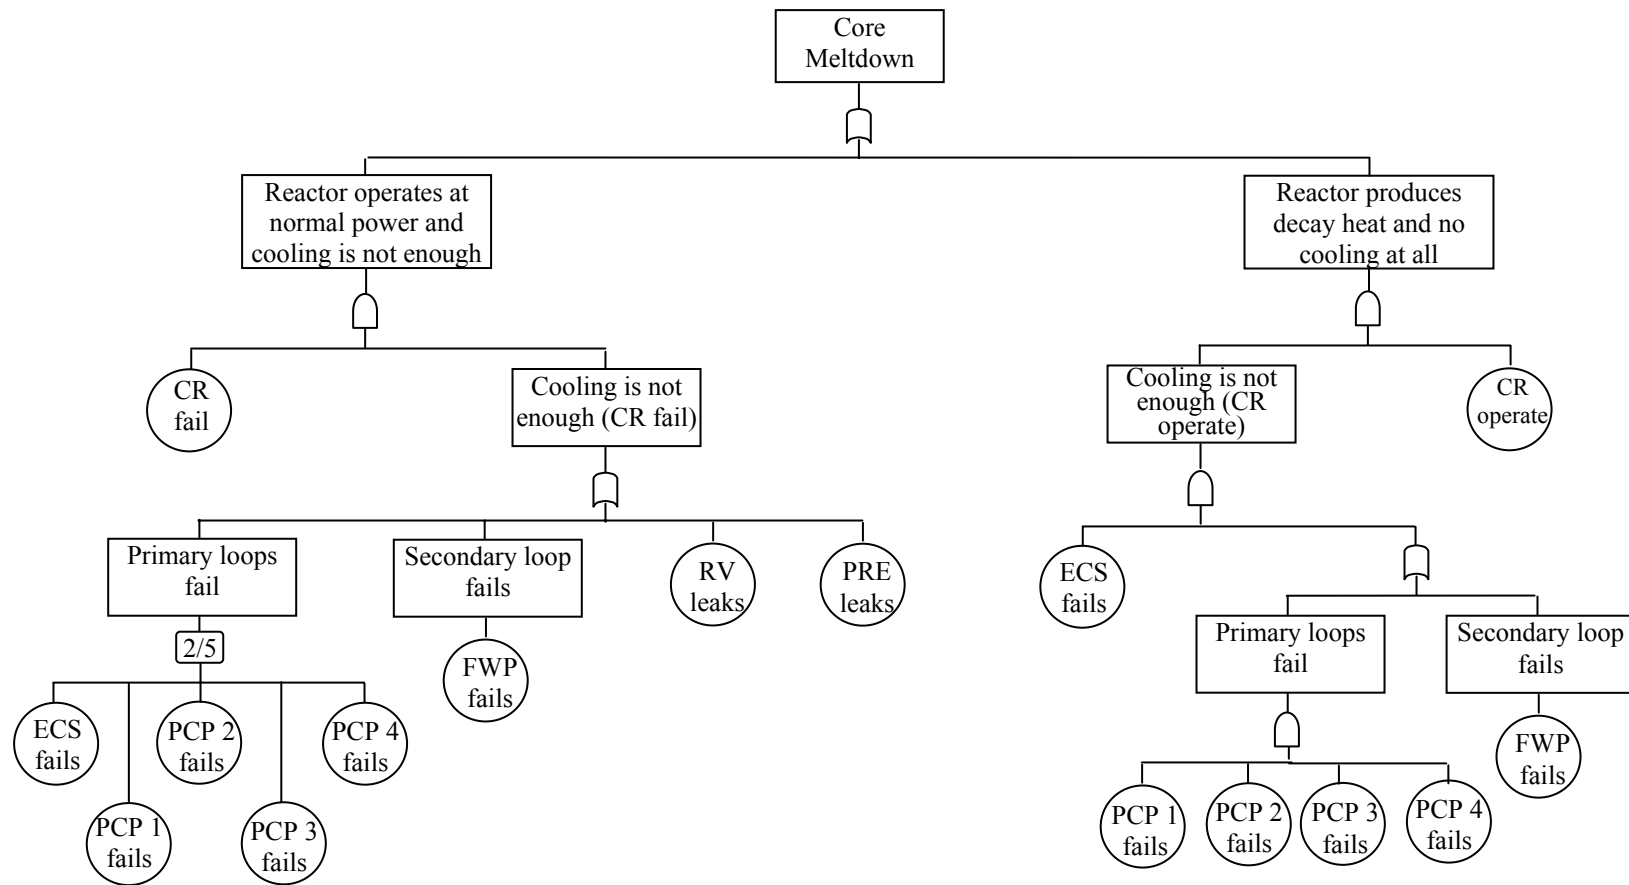 Core
Meltdown
Reactor operates at
normal power and
cooling is not enough
Reactor produces
decay heat and no
cooling at all
CR
fail
Cooling is not
enough (CR fail)
Cooling is not
enough (CR
operate)
CR
operate
Primary loops
fail
Secondary loop
fails
RV
leaks
PRE
leaks
ECS
fails
2/5
FWP
fails
Primary loops
fail
Secondary loop
fails
ECS
fails
PCP 2
fails
PCP 4
fails
PCP 1
fails
PCP 3
fails
FWP
fails
PCP 1
fails
PCP 2
fails
PCP 3
fails
PCP 4
fails